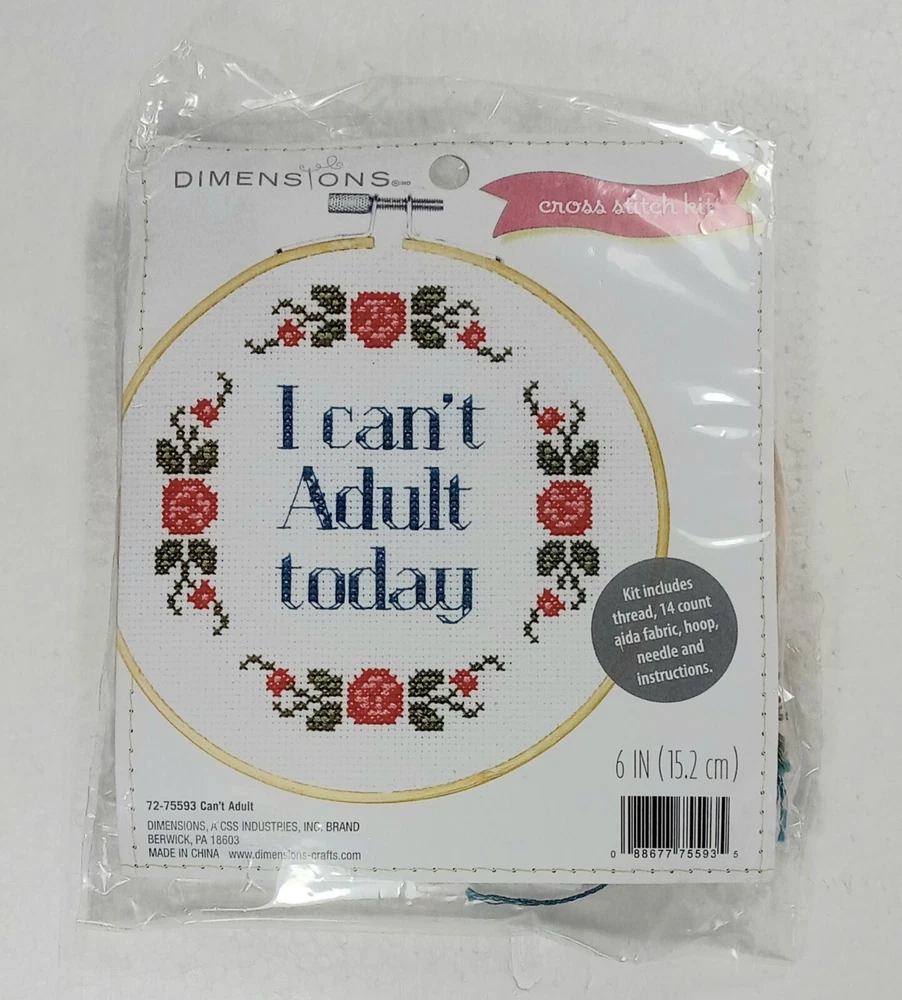 DIMENSIONS
cross stitch kit
I can't
Adult
today
Kit includes
thread, 14 count
aida fabric, hoop,
needle and
instructions.
6 IN (15.2 cm)
72-75593 Can't Adult
DIMENSIONS, A CSS INDUSTRIES, INC. BRAND
BERWICK, PA 18603
MADE IN CHINA www.dimensions-crafts.com
0 88677 75593 5